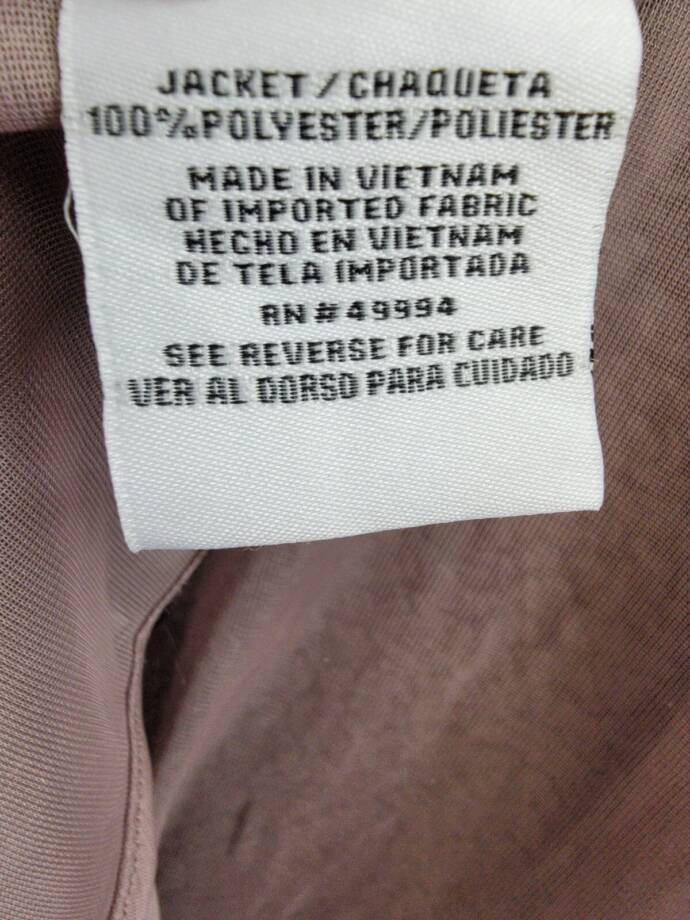 JACKET/CHAQUETA
100%POLYESTER/POLIESTER
MADE IN VIETNAM
OF IMPORTED FABRIC
HECHO EN VIETNAM
DE TELA IMPORTADA
RN#49994
SEE REVERSE FOR CARE
VER AL DORSO PARA CUIDADO